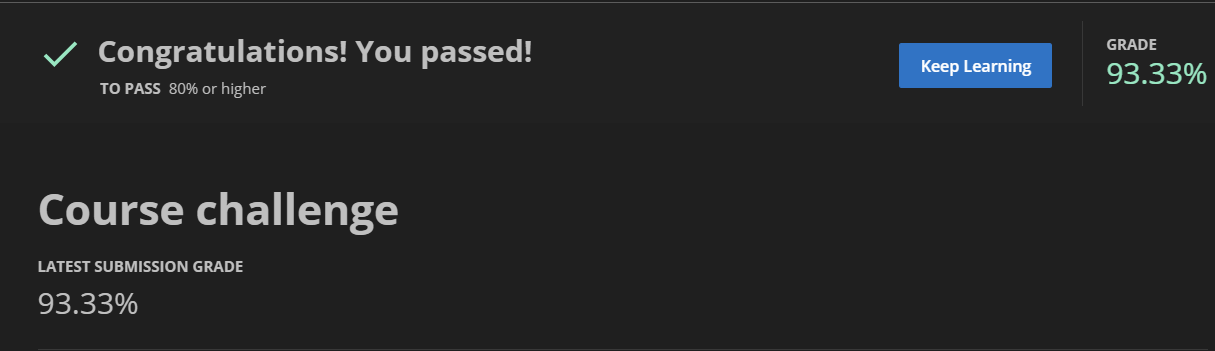 Congratulations! You passed!
TO PASS 80% or higher
Keep Learning
GRADE
93.33%
Course challenge
LATEST SUBMISSION GRADE
93.33%